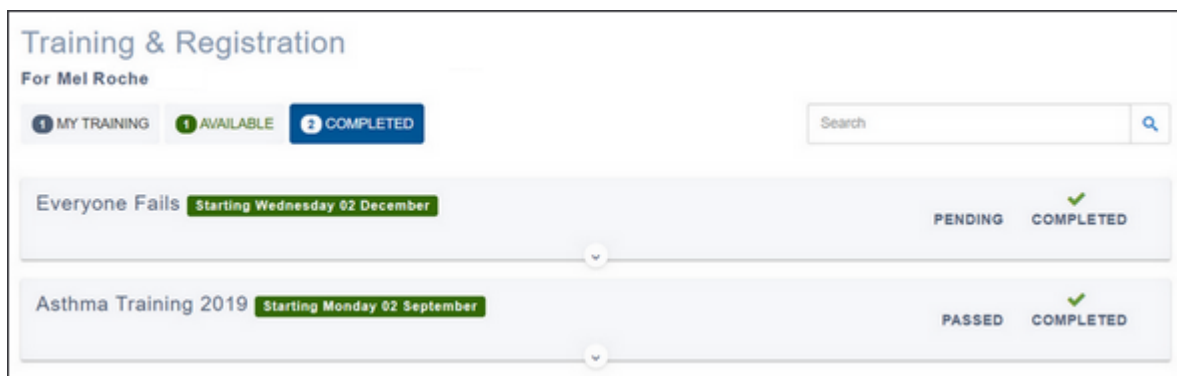 Training & Registration
For Mel Roche
1 MY TRAINING 1 AVAILABLE 2 COMPLETED Search
Everyone Fails Starting Wednesday 02 December
PENDING COMPLETED
Asthma Training 2019 Starting Monday 02 September
PASSED COMPLETED